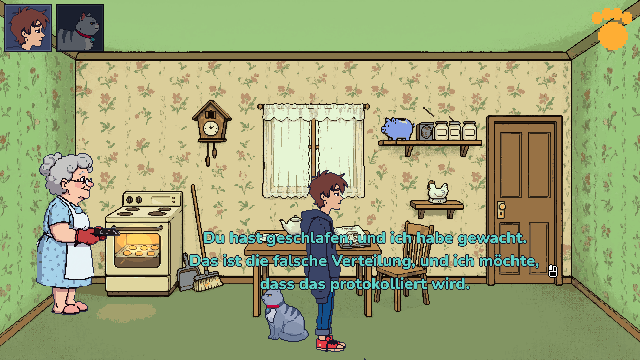 Du hast geschlafen, und ich habe gewacht.
Das ist die falsche Verteilung, und ich möchte,
dass das protokolliert wird.